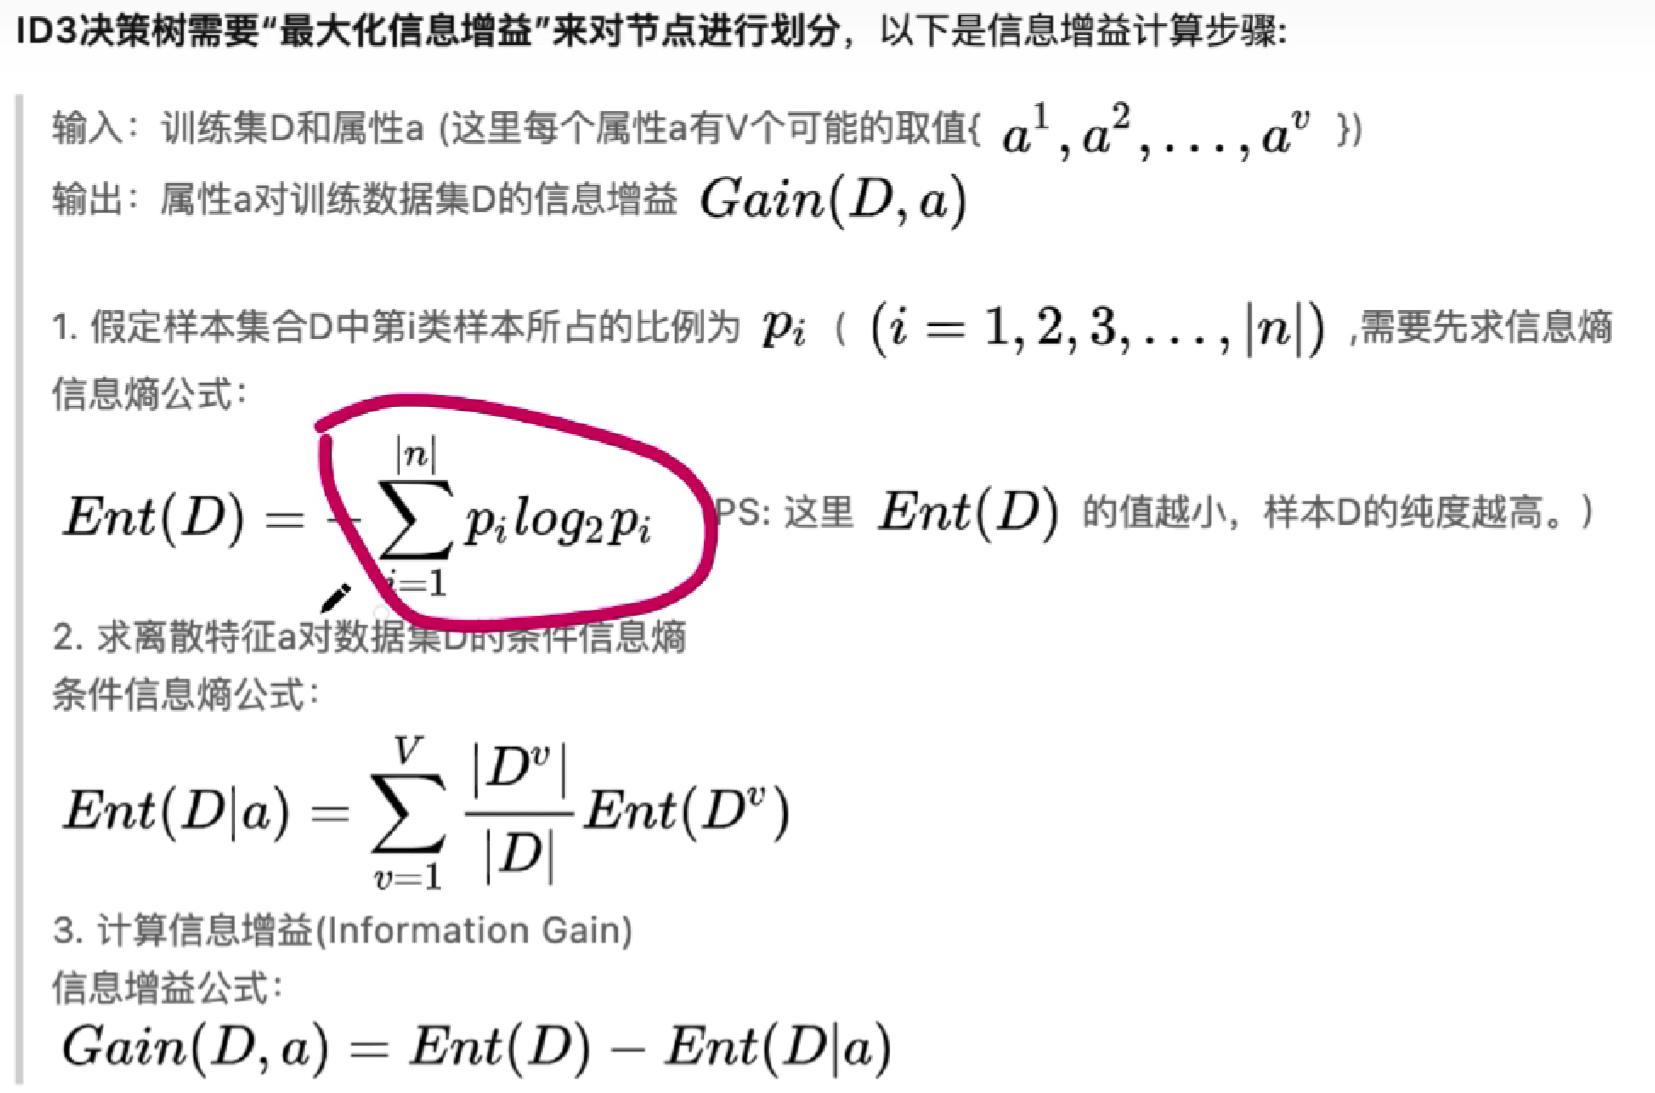 ID3决策树需要“最大化信息增益”来对节点进行划分，以下是信息增益计算步骤:
输入：训练集D和属性a (这里每个属性a有V个可能的取值{ a^1, a^2, ..., a^v })
输出：属性a对训练数据集D的信息增益 Gain(D, a)
1. 假定样本集合D中第i类样本所占的比例为 p_i （ (i = 1, 2, 3, ..., |n|) ,需要先求信息熵
信息熵公式：
Ent(D) = -∑_{i=1}^{|n|} p_i log_2 p_i PS: 这里 Ent(D) 的值越小，样本D的纯度越高。)
2. 求离散特征a对数据集D的条件信息熵
条件信息熵公式：
Ent(D|a) = ∑_{v=1}^{V} \frac{|D^v|}{|D|} Ent(D^v)
3. 计算信息增益(Information Gain)
信息增益公式：
Gain(D, a) = Ent(D) − Ent(D|a)